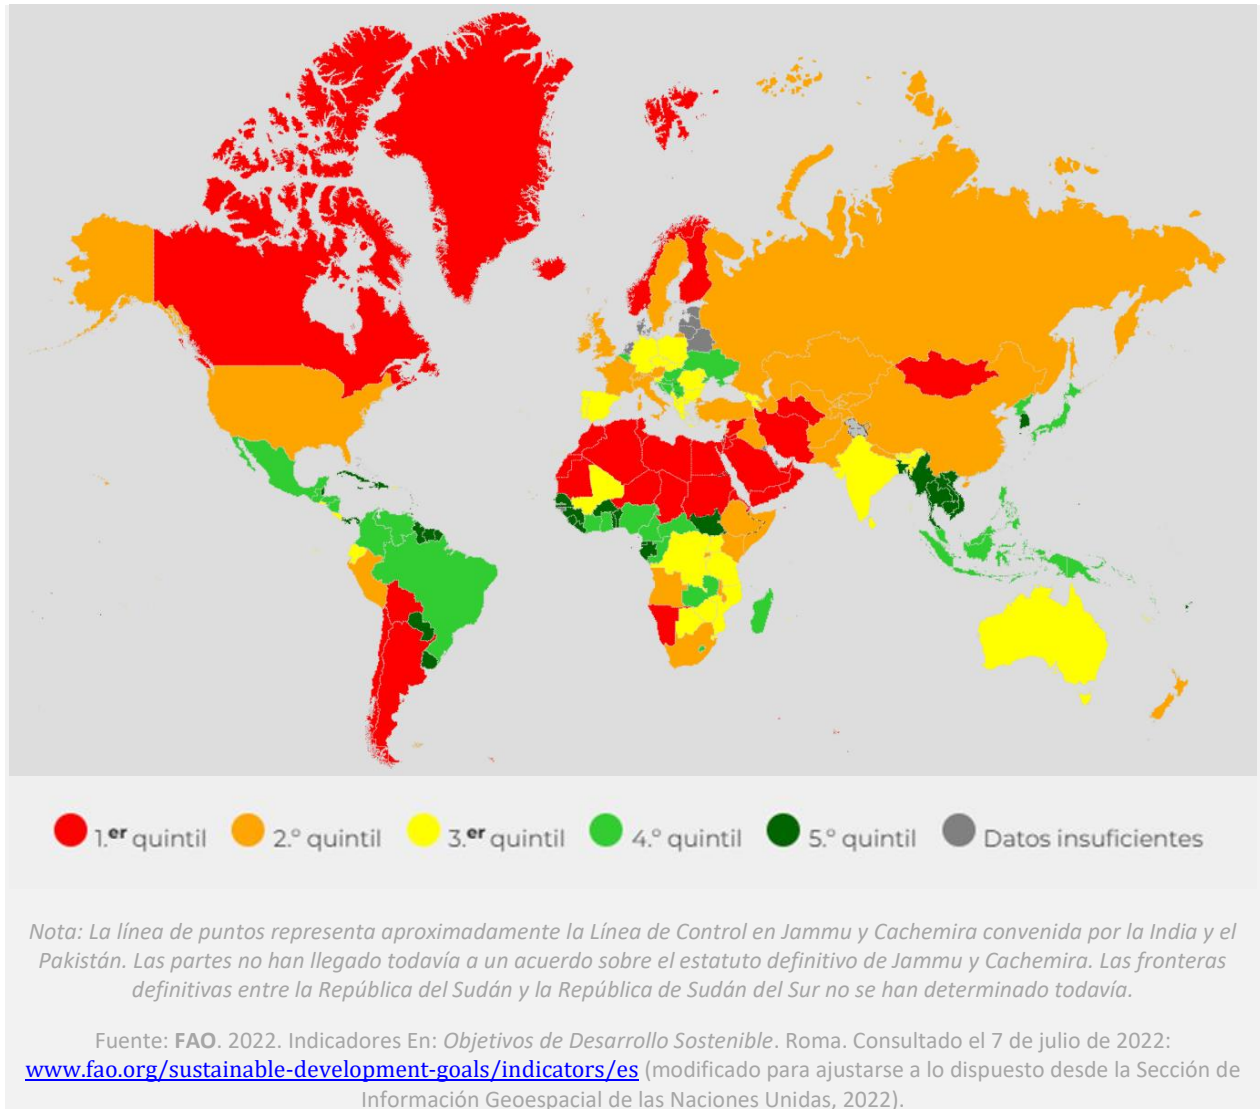 1.er quintil 2.º quintil 3.er quintil 4.º quintil 5.º quintil Datos insuficientes
Nota: La línea de puntos representa aproximadamente la Línea de Control en Jammu y Cachemira convenida por la India y el
Pakistán. Las partes no han llegado todavía a un acuerdo sobre el estatuto definitivo de Jammu y Cachemira. Las fronteras
definitivas entre la República del Sudán y la República de Sudán del Sur no se han determinado todavía.
Fuente: FAO. 2022. Indicadores En: Objetivos de Desarrollo Sostenible. Roma. Consultado el 7 de julio de 2022:
www.fao.org/sustainable-development-goals/indicators/es (modificado para ajustarse a lo dispuesto desde la Sección de
Información Geoespacial de las Naciones Unidas, 2022).